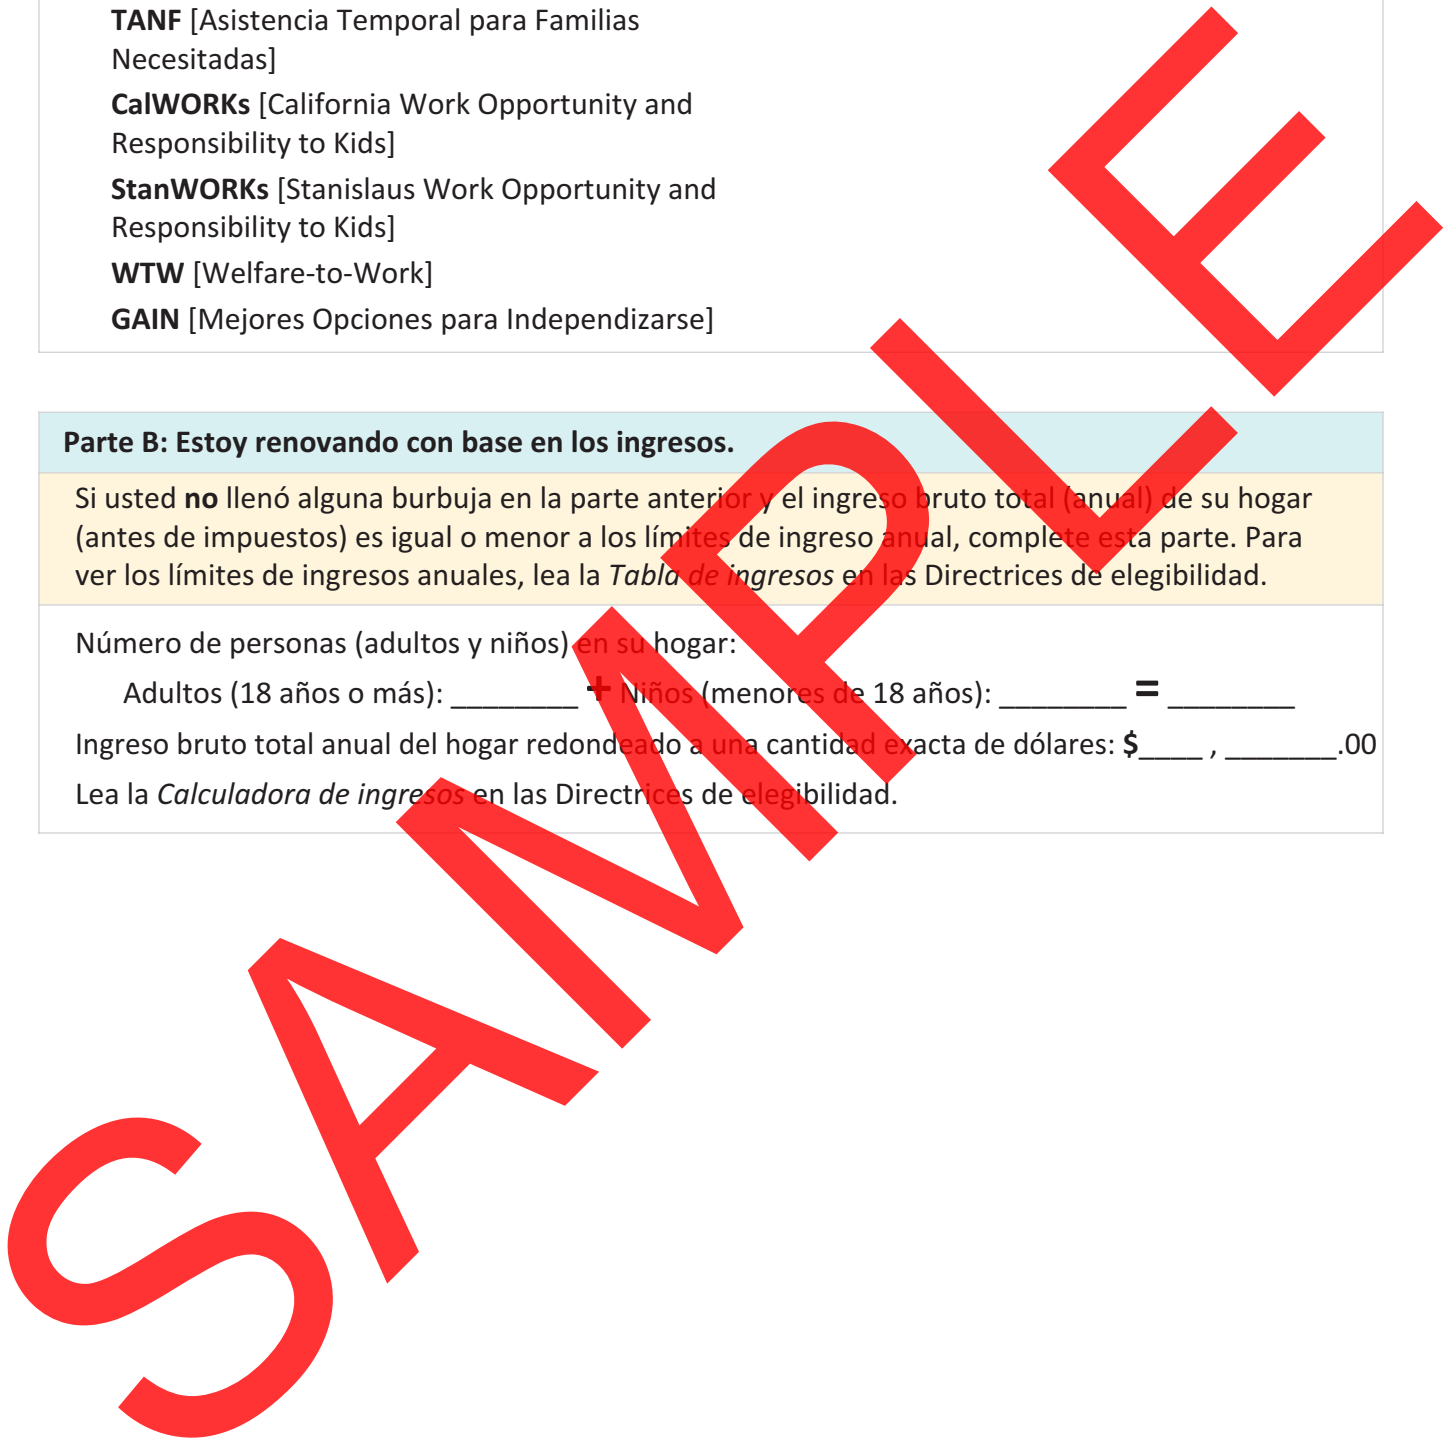 TANF [Asistencia Temporal para Familias
Necesitadas]
CalWORKs [California Work Opportunity and
Responsibility to Kids]
StanWORKs [Stanislaus Work Opportunity and
Responsibility to Kids]
WTW [Welfare-to-Work]
GAIN [Mejores Opciones para Independizarse]
Parte B: Estoy renovando con base en los ingresos.
Si usted no llenó alguna burbuja en la parte anterior y el ingreso bruto total (anual) de su hogar
(antes de impuestos) es igual o menor a los límites de ingreso anual, complete esta parte. Para
ver los límites de ingresos anuales, lea la Tabla de ingresos en las Directrices de elegibilidad.
Número de personas (adultos y niños) en su hogar:
Adultos (18 años o más): ________ + Niños (menores de 18 años): ________ = ________
Ingreso bruto total anual del hogar redondeado a una cantidad exacta de dólares: $____ , _______.00
Lea la Calculadora de ingresos en las Directrices de elegibilidad.
SAMPLE